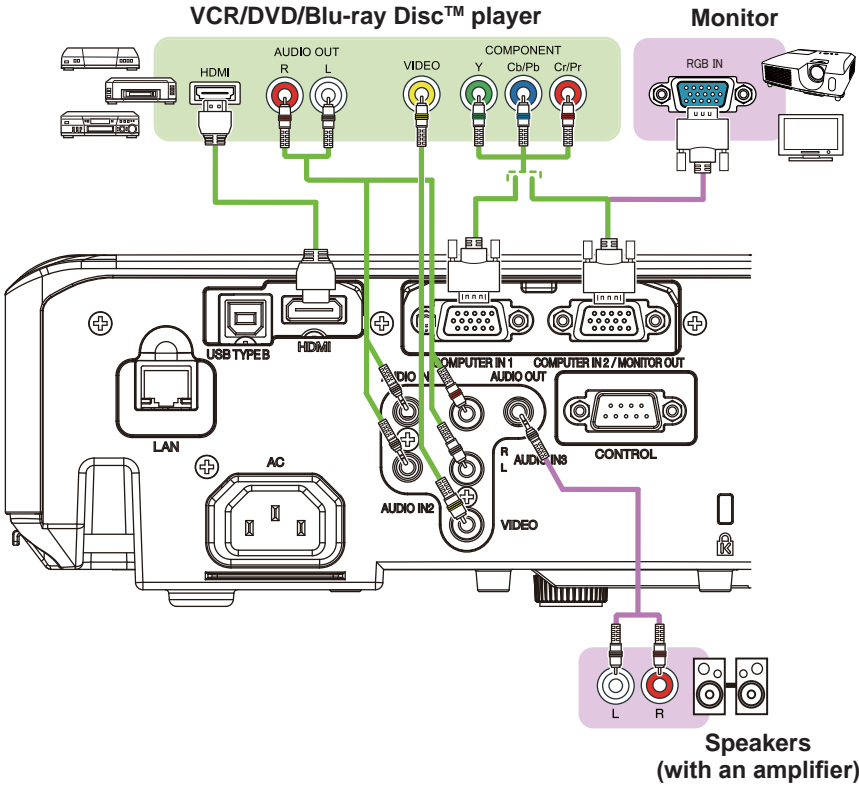 VCR/DVD/Blu-ray Disc™ player
Monitor
AUDIO OUT
COMPONENT
HDMI
R
L
VIDEO
Y
Cb/Pb
Cr/Pr
RGB IN
USB TYPE B
HDMI
COMPUTER IN 1
COMPUTER IN 2 / MONITOR OUT
AUDIO IN
AUDIO OUT
LAN
AC
R
L
AUDIO IN3
CONTROL
AUDIO IN2
VIDEO
K
L
R
Speakers
(with an amplifier)